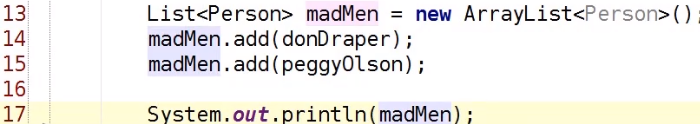 13 List<Person> madMen = new ArrayList<Person>();
14 madMen.add(donDraper);
15 madMen.add(peggyOlson);
16
17 System.out.println(madMen);